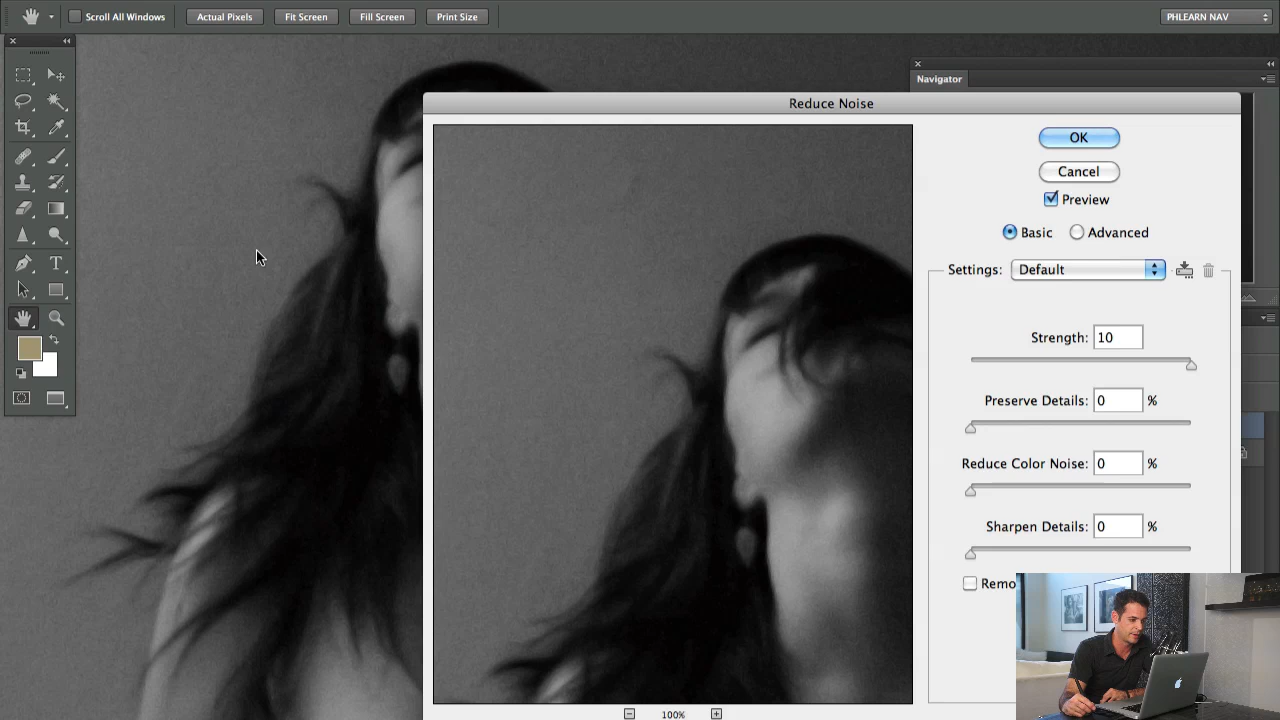 Scroll All Windows Actual Pixels Fit Screen Fill Screen Print Size PHLEARN NAV
Navigator
Reduce Noise
OK
Cancel
Preview
Basic Advanced
Settings: Default
Strength: 10
Preserve Details: 0 %
Reduce Color Noise: 0 %
Sharpen Details: 0 %
Remo
100%